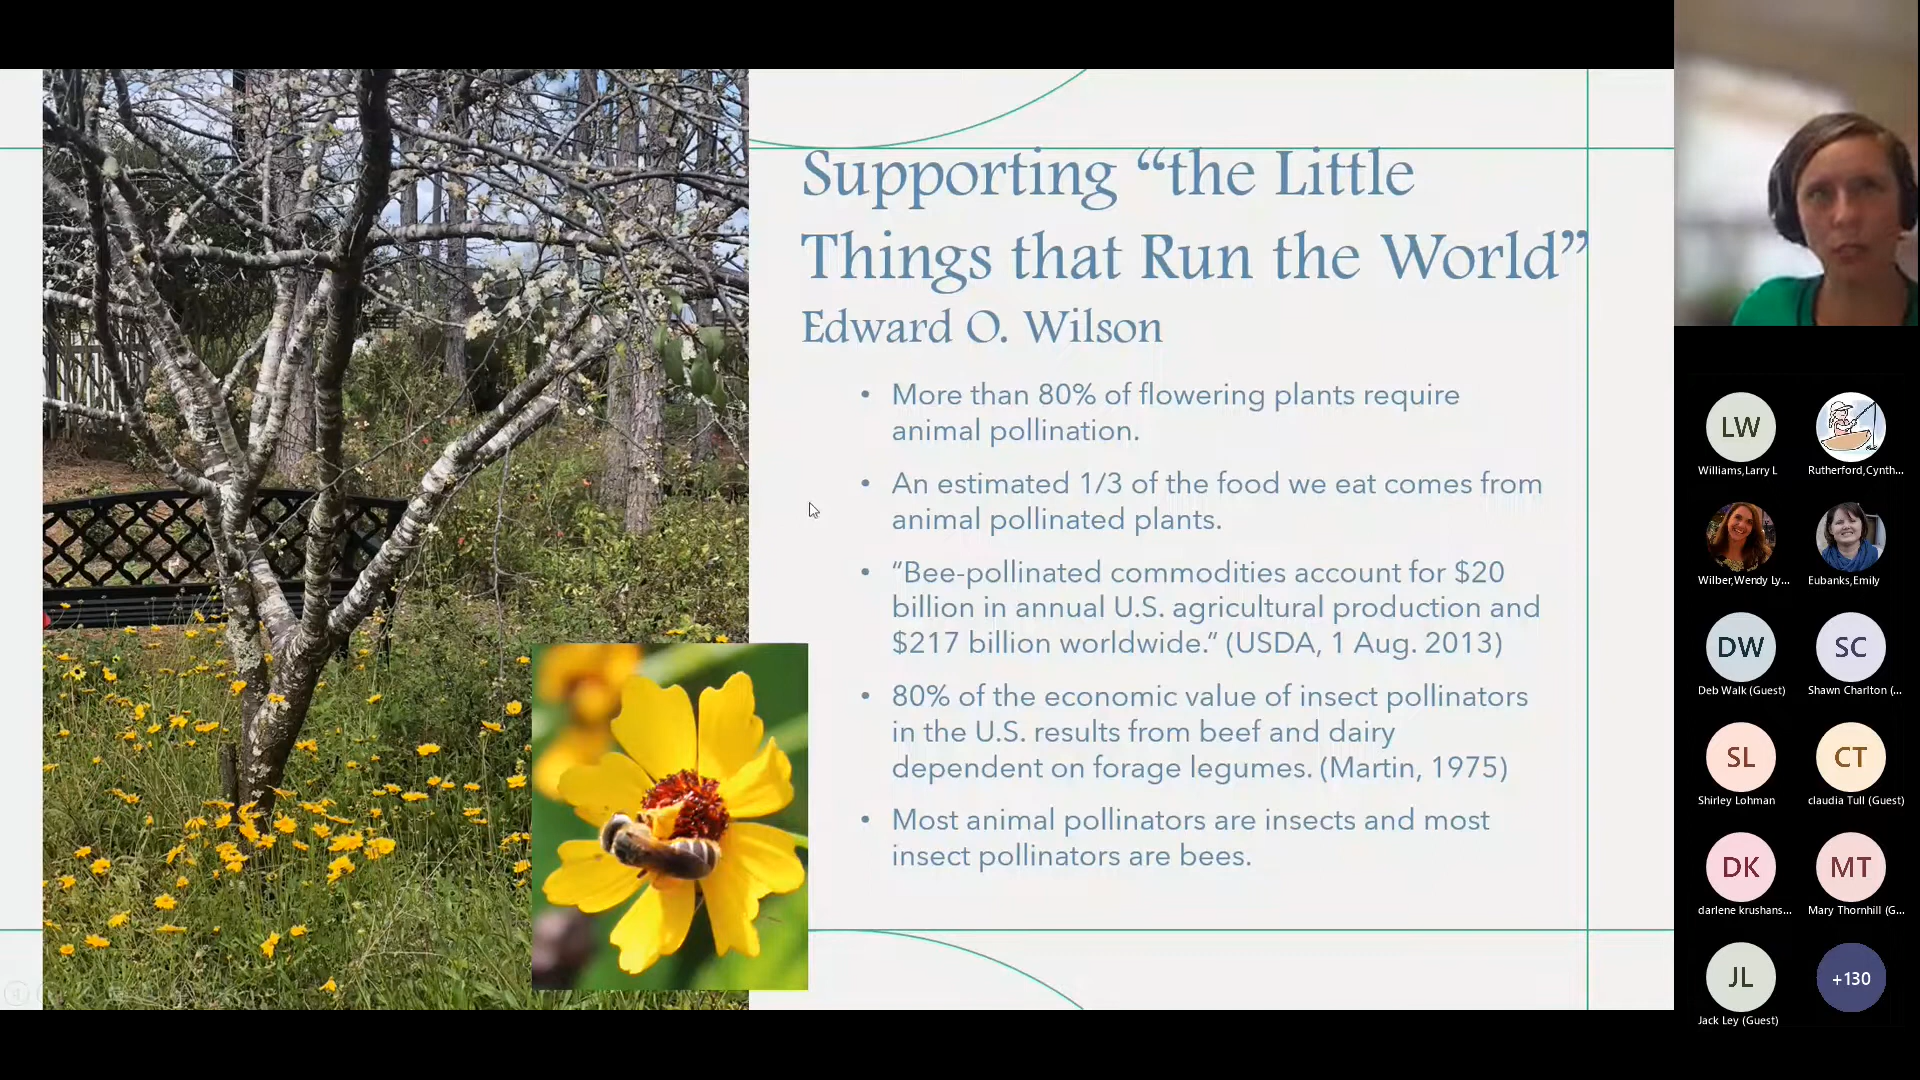 Supporting “the Little
Things that Run the World”
Edward O. Wilson
• More than 80% of flowering plants require
animal pollination.
• An estimated 1/3 of the food we eat comes from
animal pollinated plants.
• “Bee-pollinated commodities account for $20
billion in annual U.S. agricultural production and
$217 billion worldwide.” (USDA, 1 Aug. 2013)
• 80% of the economic value of insect pollinators
in the U.S. results from beef and dairy
dependent on forage legumes. (Martin, 1975)
• Most animal pollinators are insects and most
insect pollinators are bees.
LW
Williams,Larry L
Rutherford,Cynth...
Wilber,Wendy Ly...
Eubanks,Emily
DW
SC
Deb Walk (Guest)
Shawn Charlton (...
SL
CT
Shirley Lohman
claudia Tull (Guest)
DK
MT
darlene krushans...
Mary Thornhill (G...
JL
+130
Jack Ley (Guest)